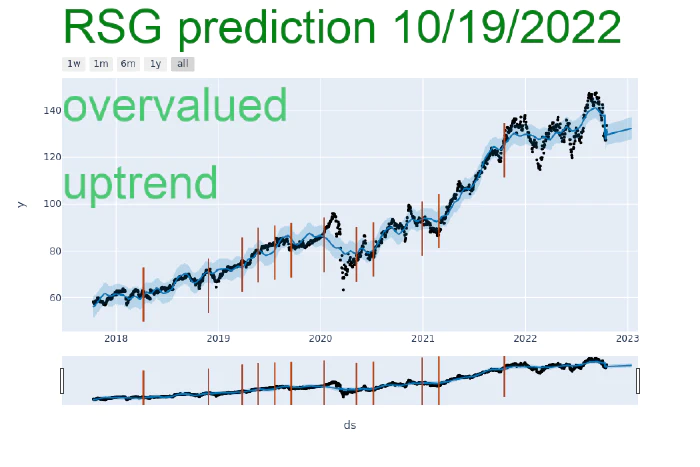 RSG prediction 10/19/2022
1w 1m 6m 1y all
overvalued
uptrend
y
140
120
100
80
60
2018 2019 2020 2021 2022 2023
ds